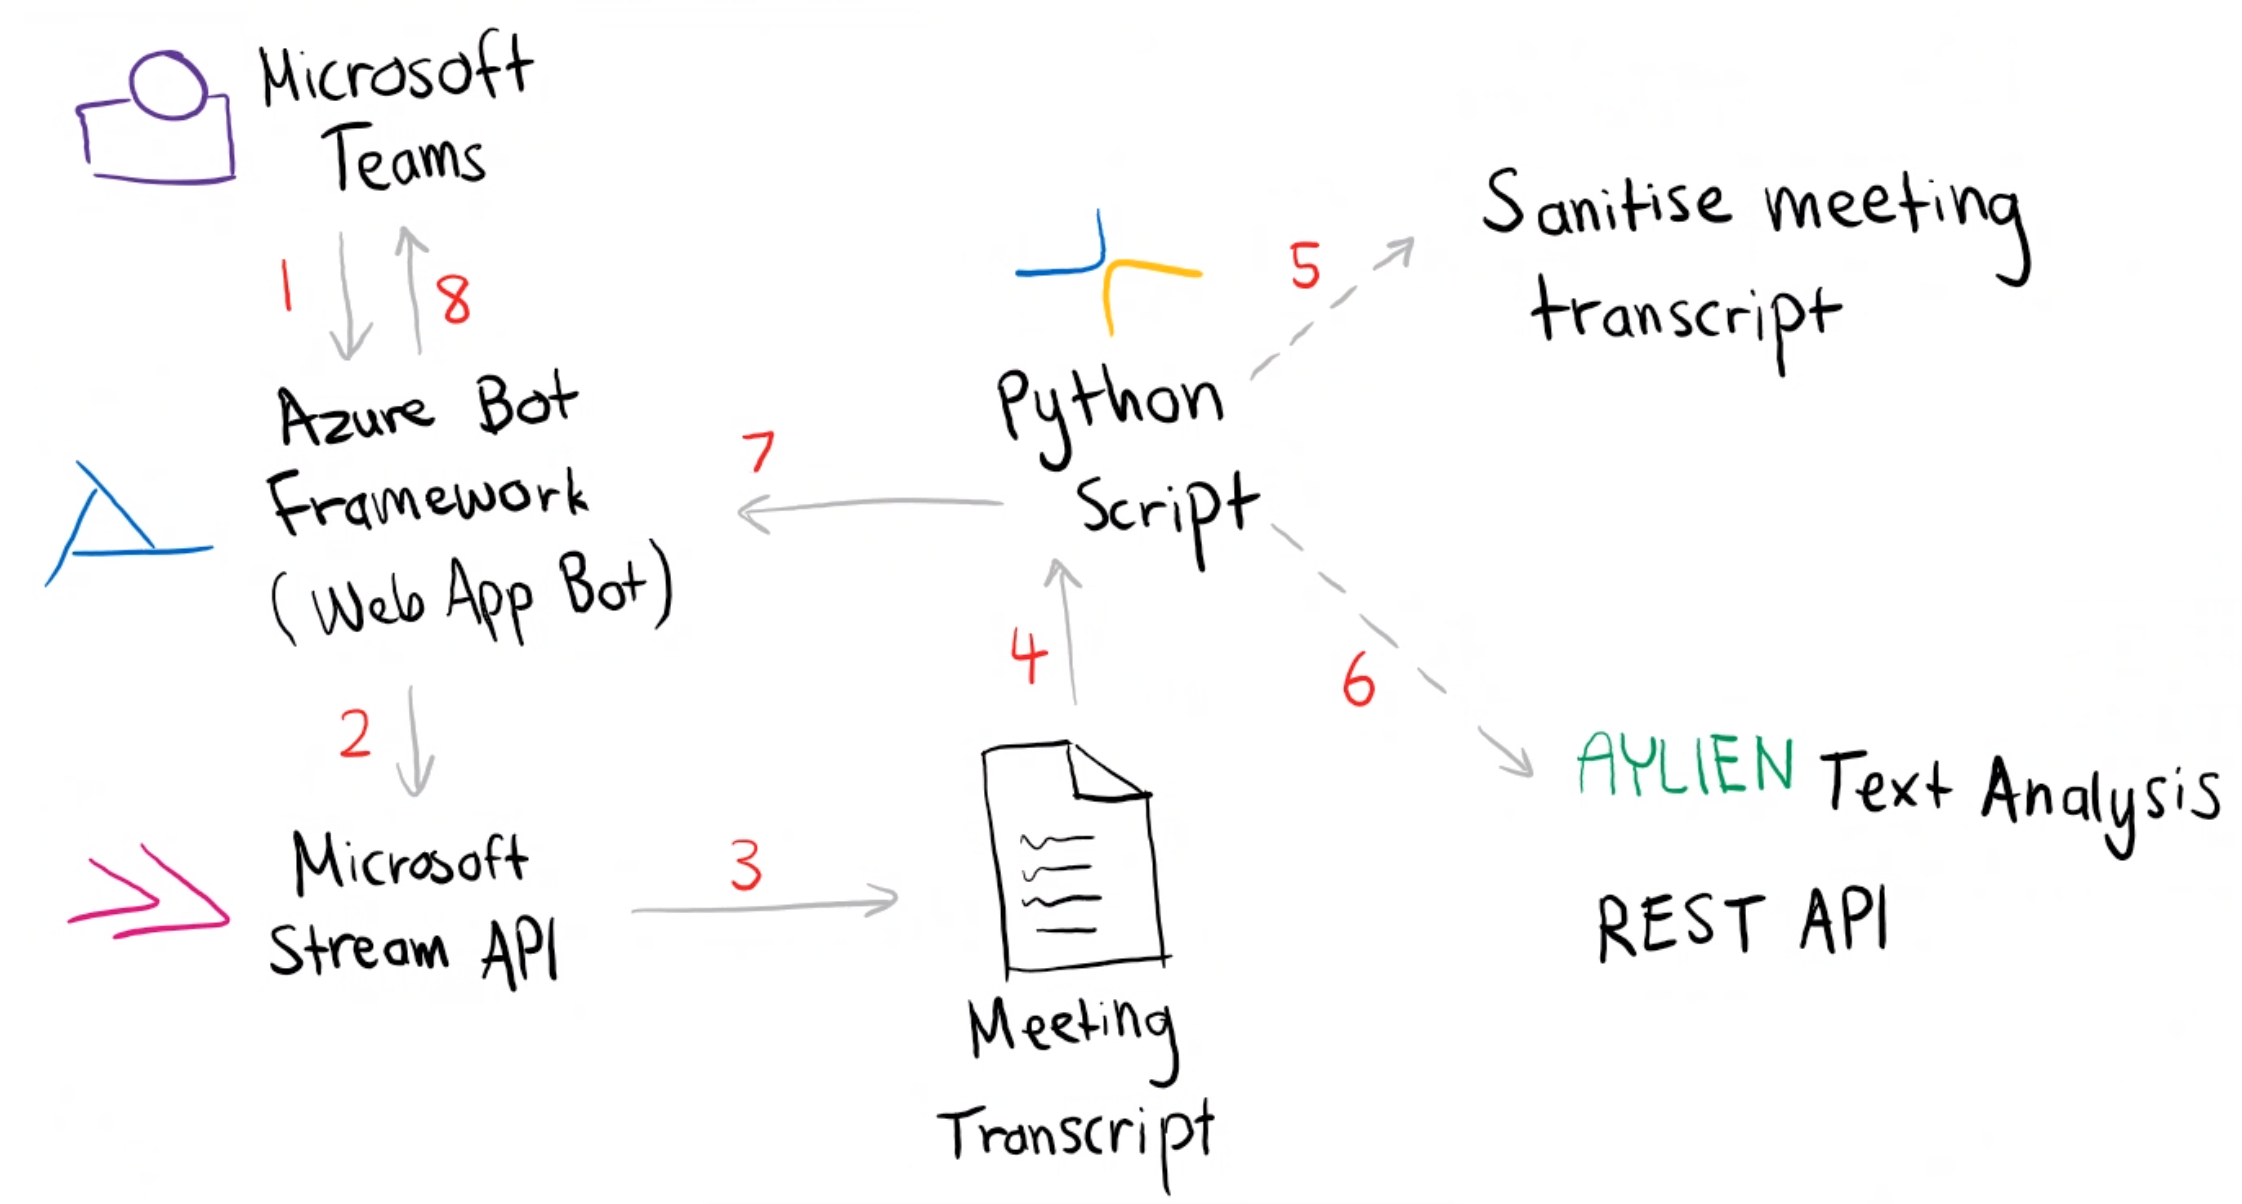 Microsoft
Teams
1
8
Azure Bot
Framework
(Web App Bot)
2
Microsoft
Stream API
3
Meeting
Transcript
4
Python
Script
5
Sanitise meeting
transcript
6
AYLIEN Text Analysis
REST API
7